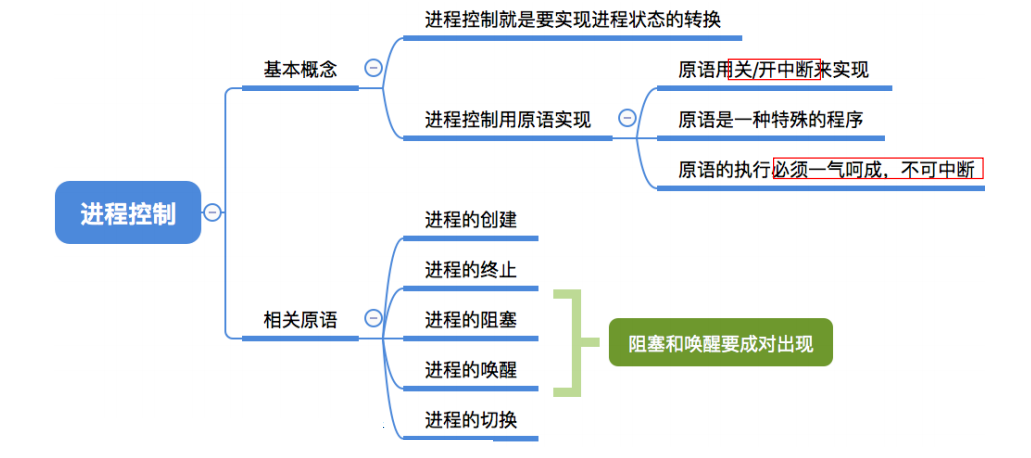 进程控制就是要实现进程状态的转换
基本概念
原语用关/开中断来实现
进程控制用原语实现
原语是一种特殊的程序
原语的执行必须一气呵成，不可中断
进程控制
进程的创建
进程的终止
相关原语
进程的阻塞
阻塞和唤醒要成对出现
进程的唤醒
进程的切换